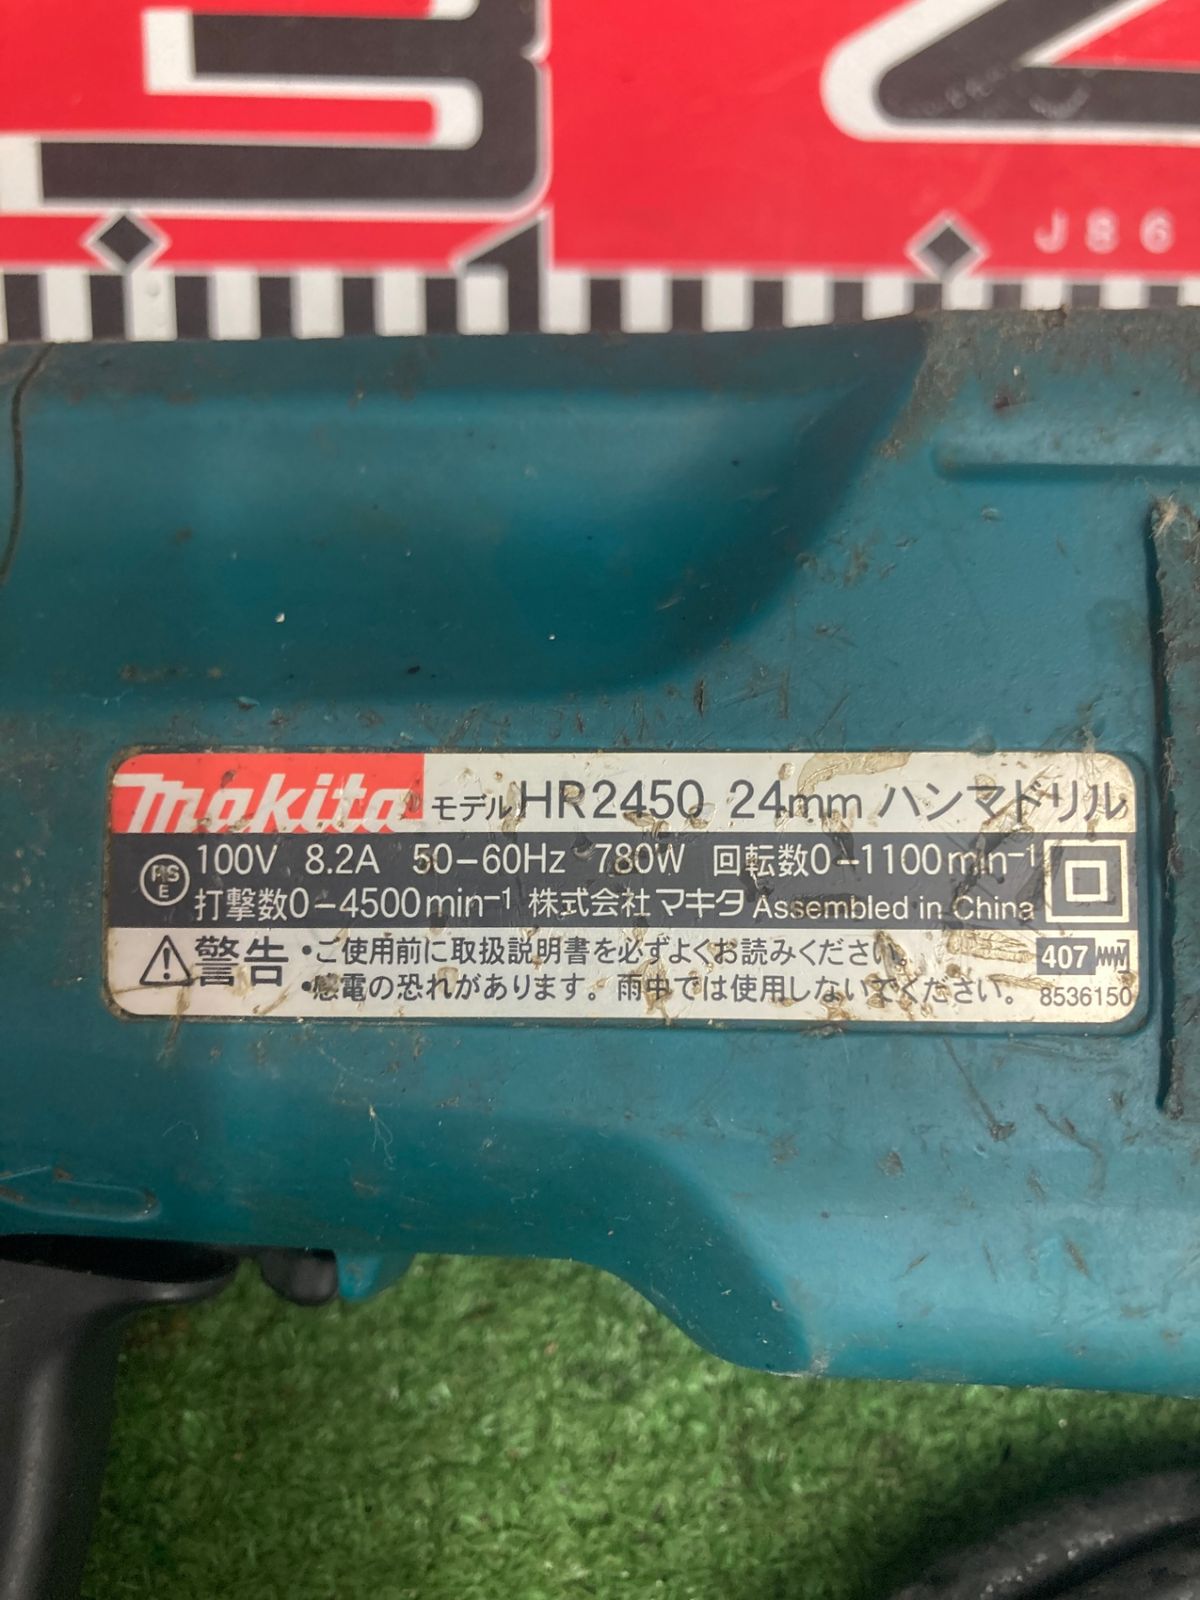 J86
makita モデル HR2450 24mm ハンマドリル
PS E 100V 8.2A 50-60Hz 780W 回転数0-1100min⁻¹
打撃数0-4500min⁻¹ 株式会社 マキタ Assembled in China
警告 ・ご使用前に取扱説明書を必ずよくお読みください。 407
・感電の恐れがあります。雨中では使用しないでください。 8536150